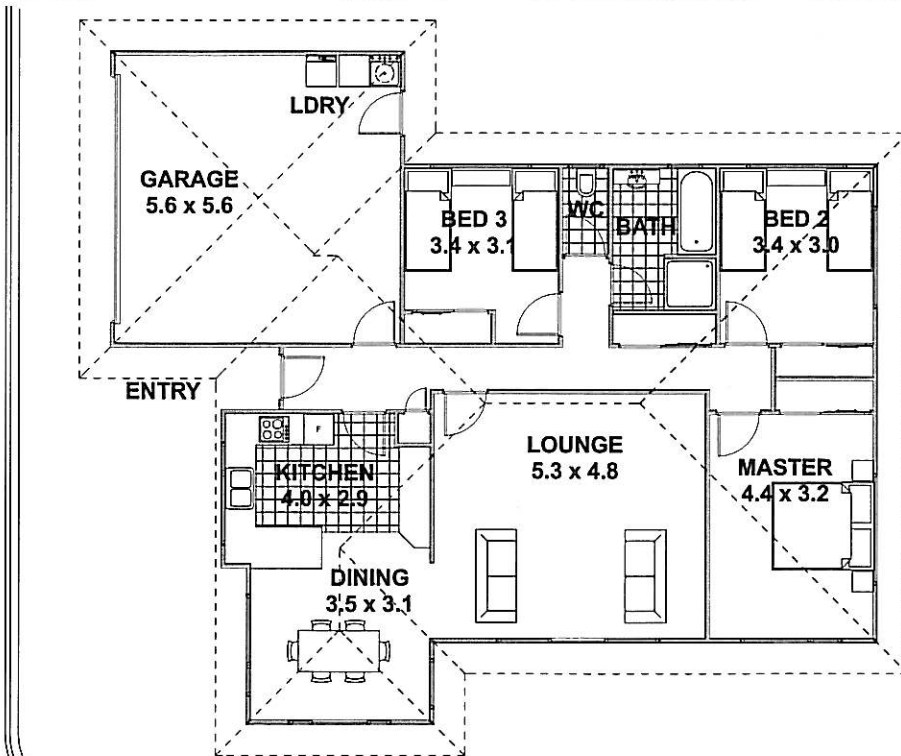 LDRY
GARAGE
5.6 x 5.6
BED 3
3.4 x 3.1
WC
BATH
BED 2
3.4 x 3.0
ENTRY
F
KITCHEN
4.0 x 2.9
LOUNGE
5.3 x 4.8
MASTER
4.4 x 3.2
DINING
3.5 x 3.1